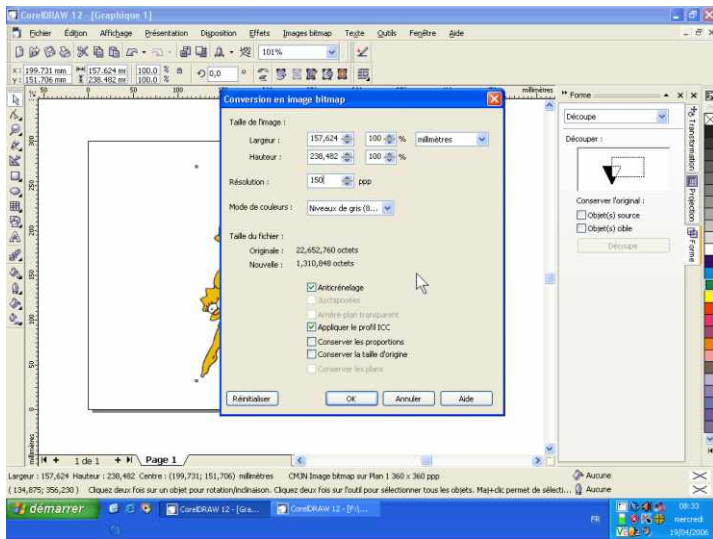 CorelDRAW 12 - [Graphique 1]
Fichier Édition Affichage Présentation Disposition Effets Images bitmap Texte Outils Fenêtre Aide
101%
x : 199.731 mm 157.624 mm 100.0 % 0,0 °
y : 151.706 mm 238.482 mm 100.0 %
50 0 50 100 millimètres
Conversion en image bitmap
Taille de l'image :
Largeur : 157,624 100 % millimètres
Hauteur : 238,482 100 %
Résolution : 150 ppp
Mode de couleurs : Niveaux de gris (8...
Taille du fichier :
Originale : 22,652,760 octets
Nouvelle : 1,310,848 octets
Anticrénelage
Juxtaposées
Arrière-plan transparent
Appliquer le profil ICC
Conserver les proportions
Conserver la taille d'origine
Conserver les plans
Réinitialiser OK Annuler Aide
Forme
Découpe
Découper :
Conserver l'original :
Objet(s) source
Objet(s) cible
Découpe
Transformation
Projection
Forme
millimètres
1 de 1 Page 1
Largeur : 157,624 Hauteur : 238,482 Centre : (199,731; 151,706) millimètres CMJN Image bitmap sur Plan 1 360 x 360 ppp Aucune
( 134,875; 356,230 ) Cliquez deux fois sur un objet pour rotation/inclinaison. Cliquez deux fois sur l'outil pour sélectionner tous les objets. Maj+clic permet de sélecti... Aucune
démarrer CorelDRAW 12 - [Gra... CorelDRAW 12 - [F:\... FR 08:33
mercredi
19/04/2006